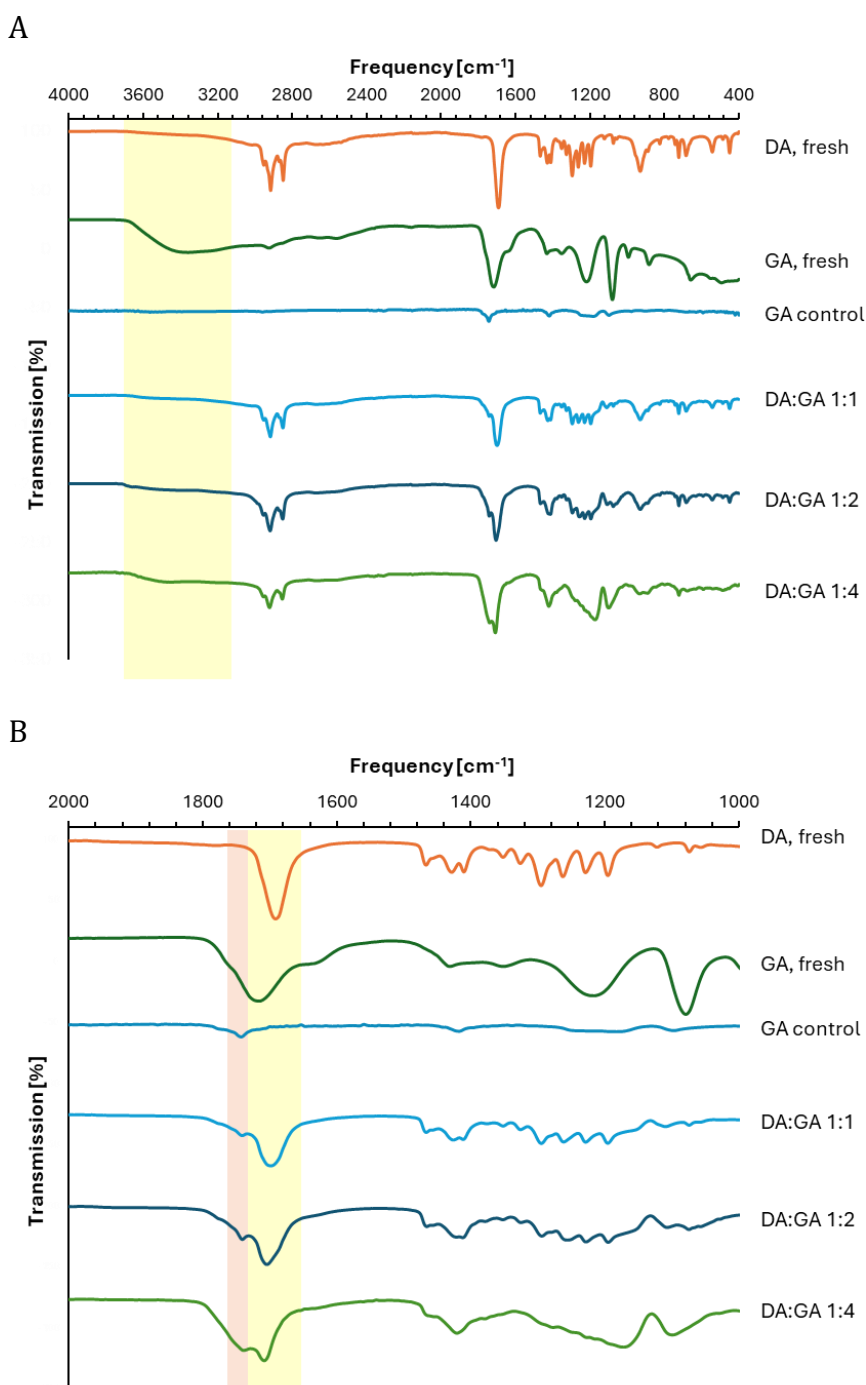 A
Frequency [cm-1]
4000 3600 3200 2800 2400 2000 1600 1200 800 400
DA, fresh
GA, fresh
GA control
DA:GA 1:1
DA:GA 1:2
DA:GA 1:4
Transmission [%]
B
Frequency [cm-1]
2000 1800 1600 1400 1200 1000
DA, fresh
GA, fresh
GA control
DA:GA 1:1
DA:GA 1:2
DA:GA 1:4
Transmission [%]